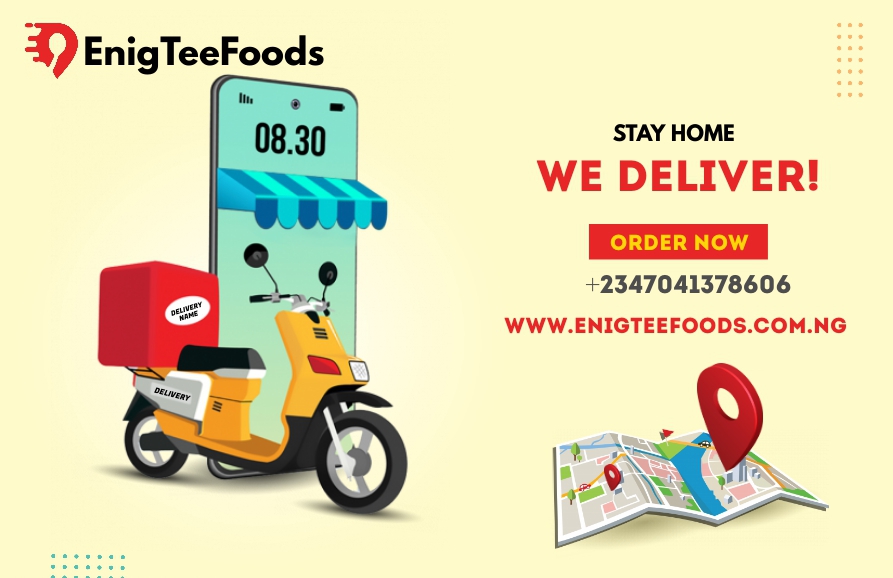 EnigTeeFoods
08.30
DELIVERY
NAME
DELIVERY
STAY HOME
WE DELIVER!
ORDER NOW
+2347041378606
WWW.ENIGTEEFOODS.COM.NG